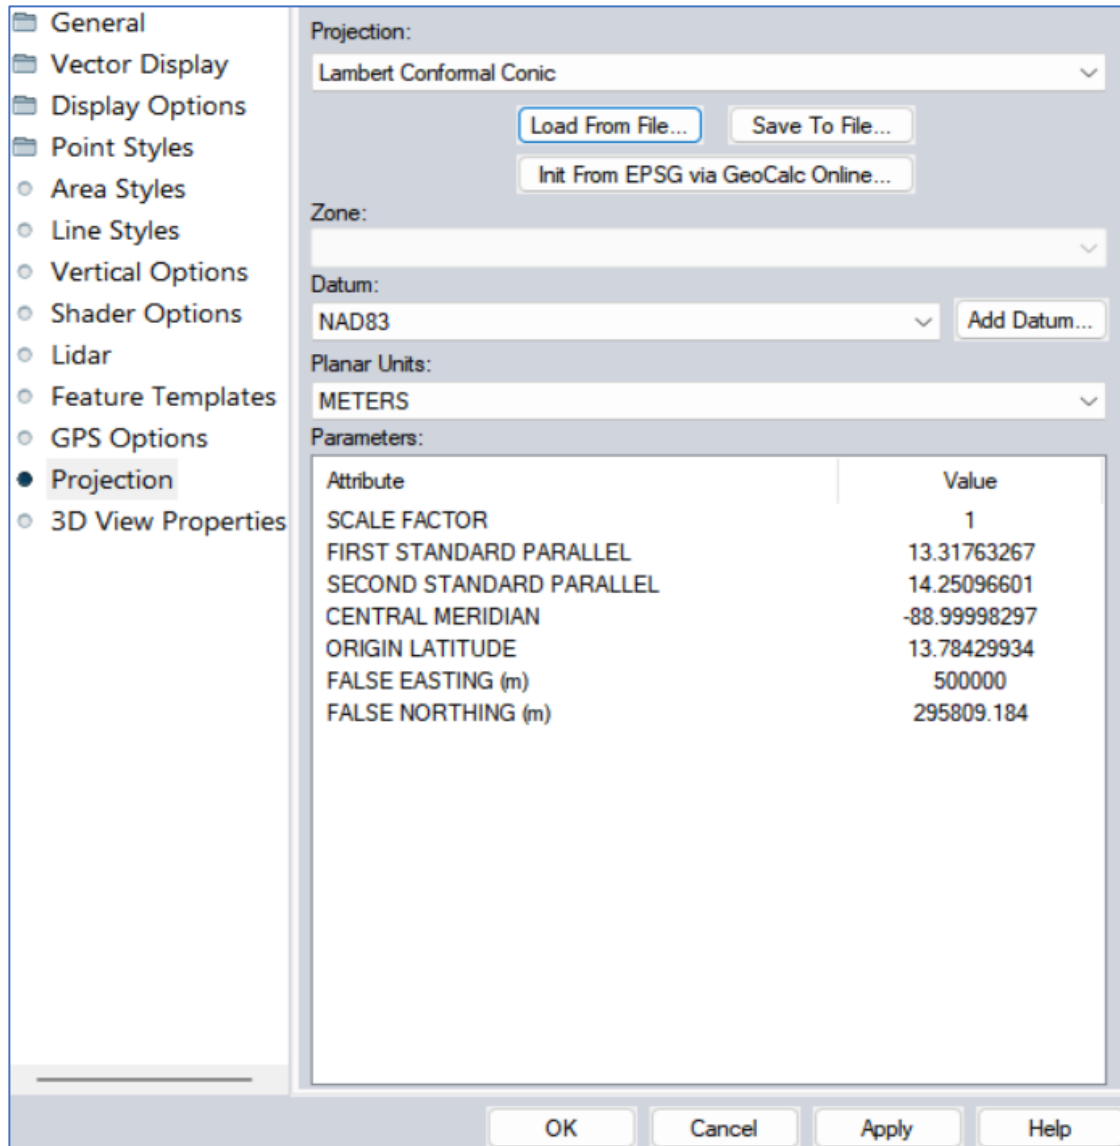 General
Vector Display
Display Options
Point Styles
Area Styles
Line Styles
Vertical Options
Shader Options
Lidar
Feature Templates
GPS Options
Projection
3D View Properties
Projection:
Lambert Conformal Conic
Load From File... Save To File...
Init From EPSG via GeoCalc Online...
Zone:
Datum:
NAD83 Add Datum...
Planar Units:
METERS
Parameters:
Attribute Value
SCALE FACTOR 1
FIRST STANDARD PARALLEL 13.31763267
SECOND STANDARD PARALLEL 14.25096601
CENTRAL MERIDIAN -88.99998297
ORIGIN LATITUDE 13.78429934
FALSE EASTING (m) 500000
FALSE NORTHING (m) 295809.184
OK Cancel Apply Help